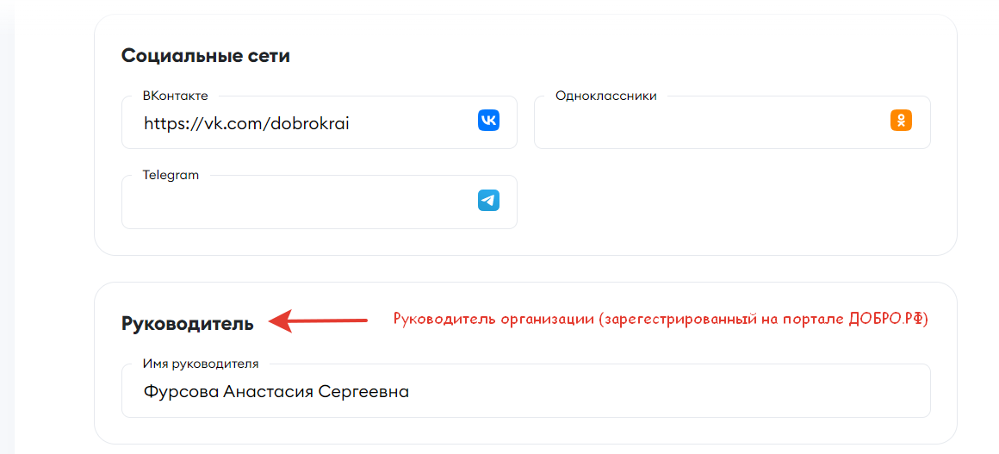 Социальные сети
ВКонтакте
https://vk.com/dobrokrai
Одноклассники
Telegram
Руководитель
Руководитель организации (зарегестрированный на портале ДОБРО.РФ)
Имя руководителя
Фурсова Анастасия Сергеевна